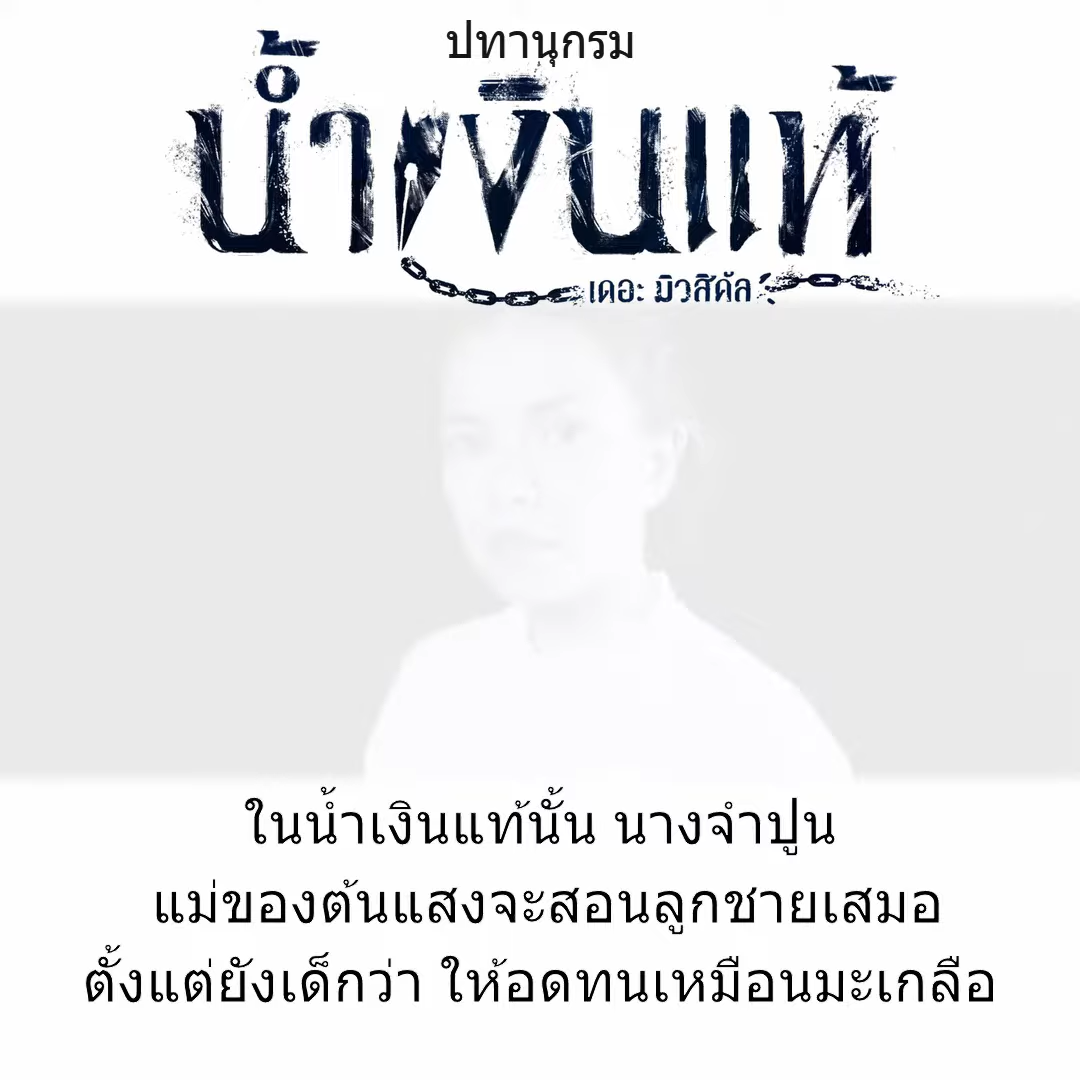 ปทานุกรม
น้ำเงินแท้
เดอะ มิวสิคัล
ในน้ำเงินแท้นั้น นางจำปูน
แม่ของต้นแสงจะสอนลูกชายเสมอ
ตั้งแต่ยังเด็กว่า ให้อดทนเหมือนมะเกลือ